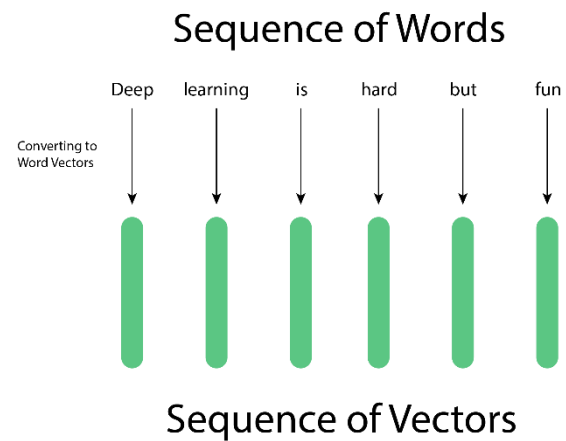 Sequence of Words
Deep learning is hard but fun
Converting to
Word Vectors
Sequence of Vectors